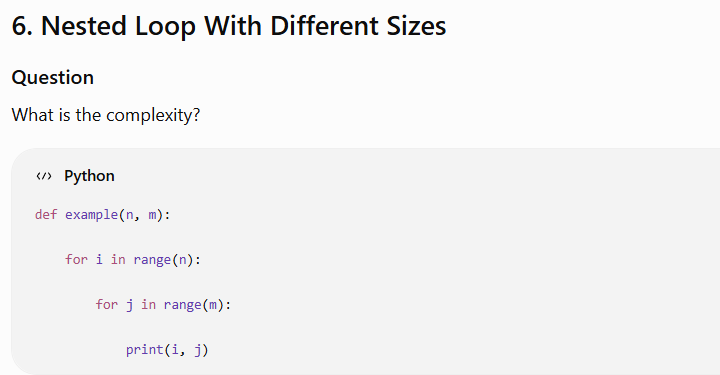 6. Nested Loop With Different Sizes
Question
What is the complexity?
</> Python
def example(n, m):
    for i in range(n):
        for j in range(m):
            print(i, j)